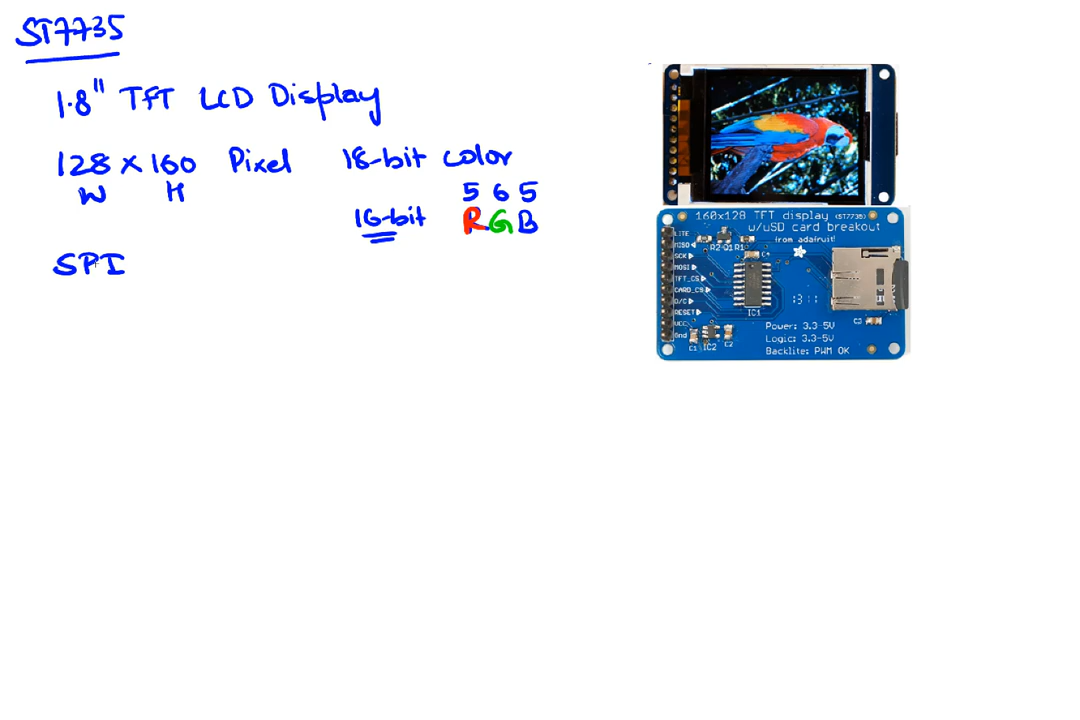 ST7735
1.8" TFT LCD Display
128 x 160 Pixel 18-bit color
W H 5 6 5
16-bit RGB
SPI
160x128 TFT display (ST7735)
w/uSD card breakout
from adafruit!
LITE
MISO
SCK
MOSI
TFT_CS
CARD_CS
D/C
RESET
VCC
Gnd
R2 Q1 R1
C4
IC1
1311
C3
C1 IC2 C2
Power: 3.3-5V
Logic: 3.3-5V
Backlite: PWM OK